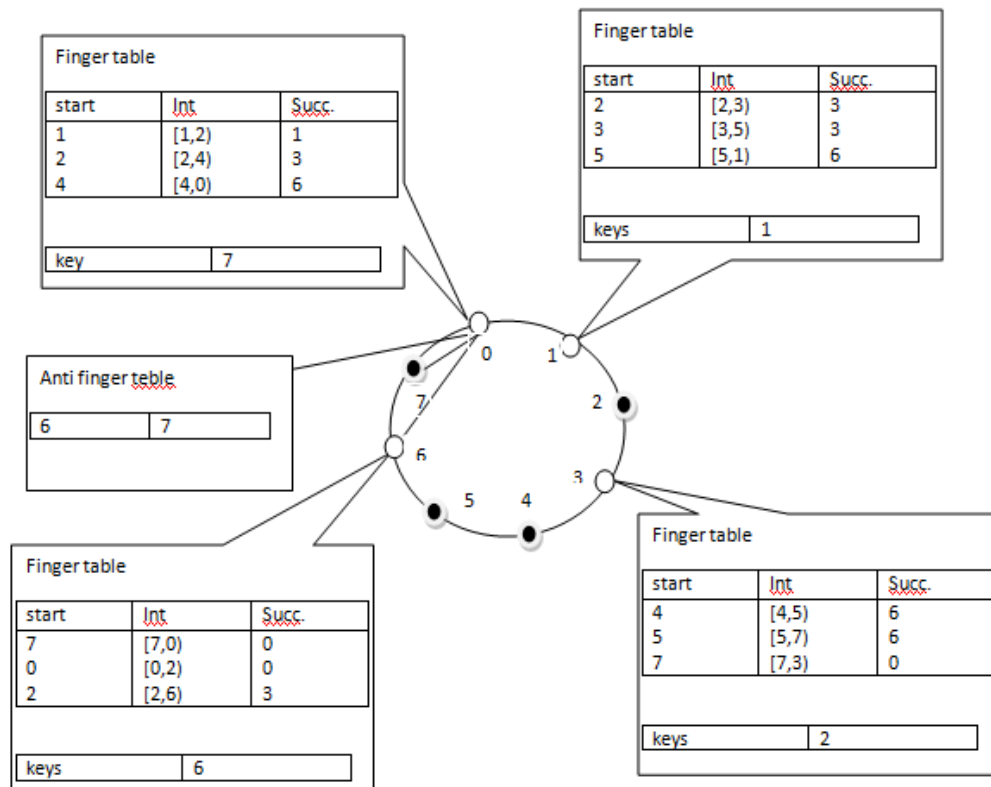 Finger table
start Int Succ.
1 [1,2) 1
2 [2,4) 3
4 [4,0) 6
key 7
Finger table
start Int Succ.
2 [2,3) 3
3 [3,5) 3
5 [5,1) 6
keys 1
Anti finger teble
6 7
0
1
2
3
4
5
6
7
Finger table
start Int Succ.
7 [7,0) 0
0 [0,2) 0
2 [2,6) 3
keys 6
Finger table
start Int Succ.
4 [4,5) 6
5 [5,7) 6
7 [7,3) 0
keys 2